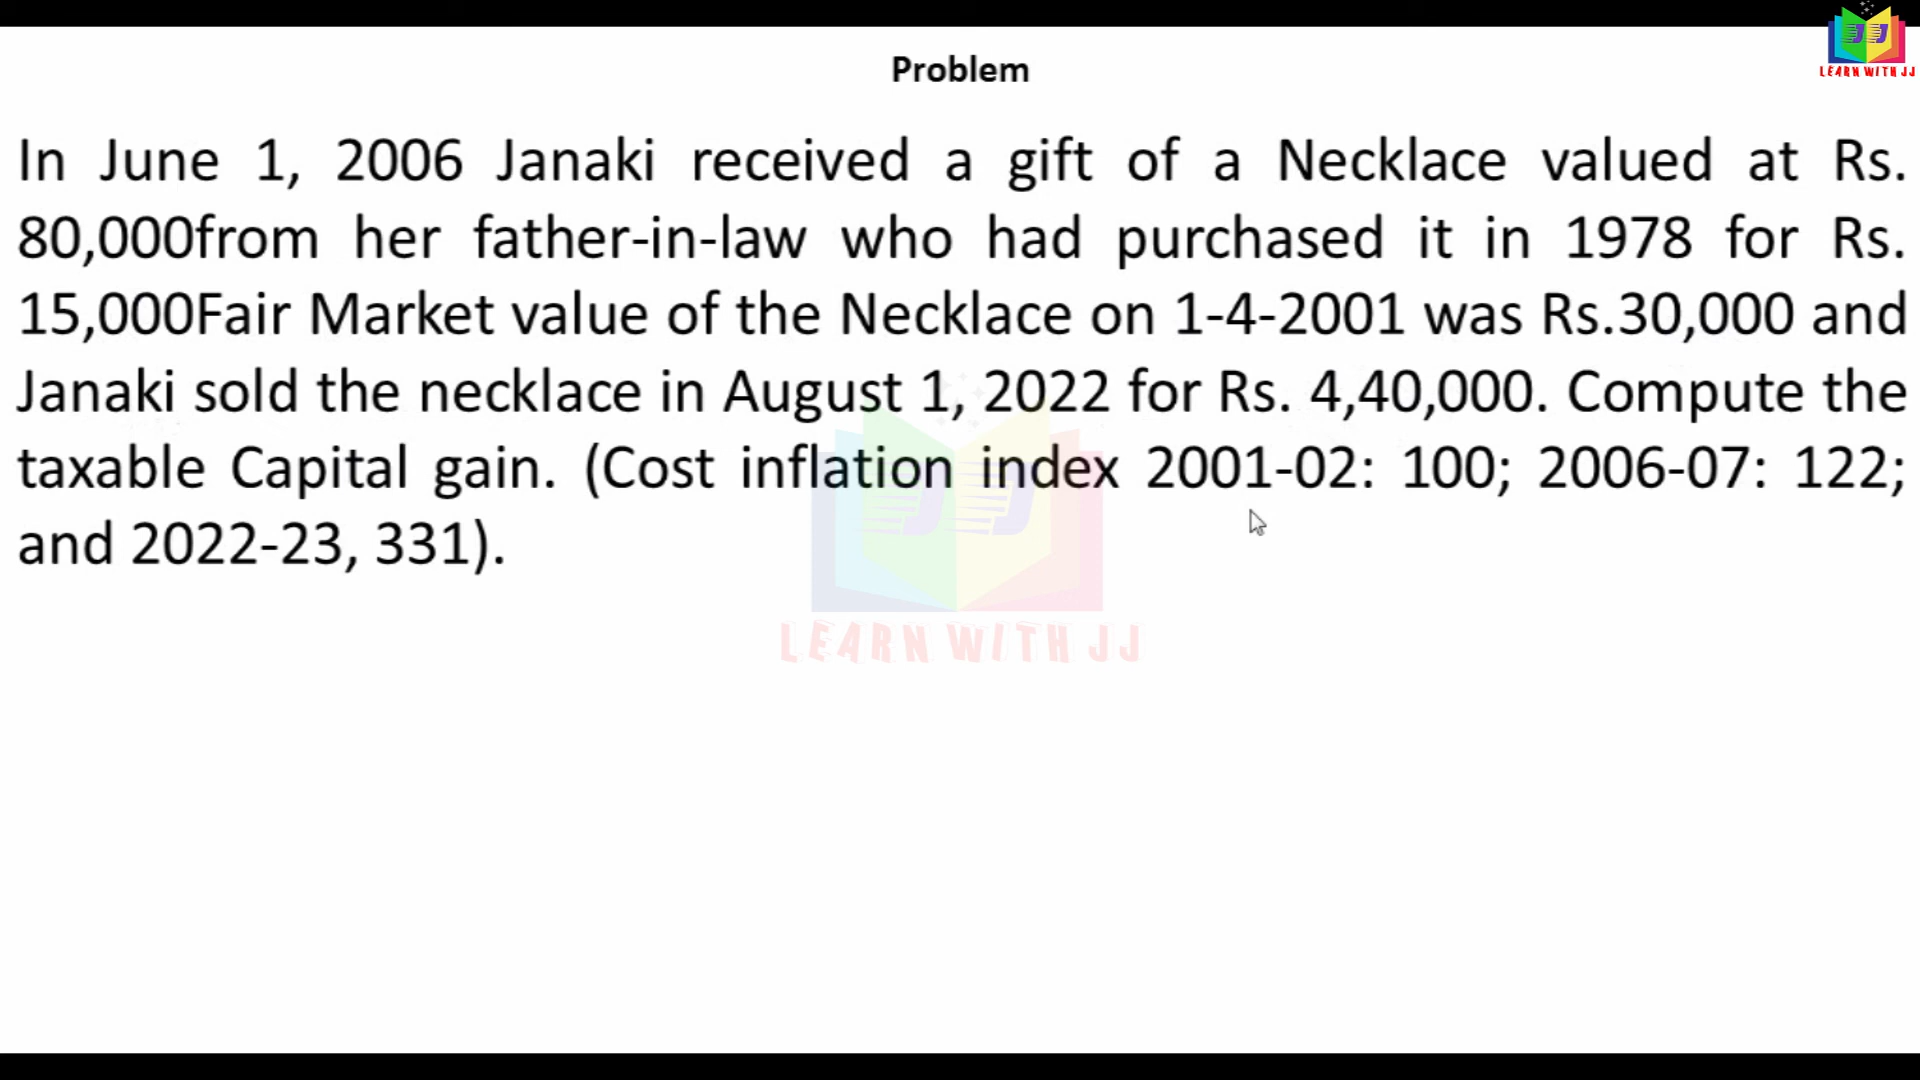 LEARN WITH JJ
Problem
In June 1, 2006 Janaki received a gift of a Necklace valued at Rs.
80,000from her father-in-law who had purchased it in 1978 for Rs.
15,000Fair Market value of the Necklace on 1-4-2001 was Rs.30,000 and
Janaki sold the necklace in August 1, 2022 for Rs. 4,40,000. Compute the
taxable Capital gain. (Cost inflation index 2001-02: 100; 2006-07: 122;
and 2022-23, 331).
JJ
LEARN WITH JJ